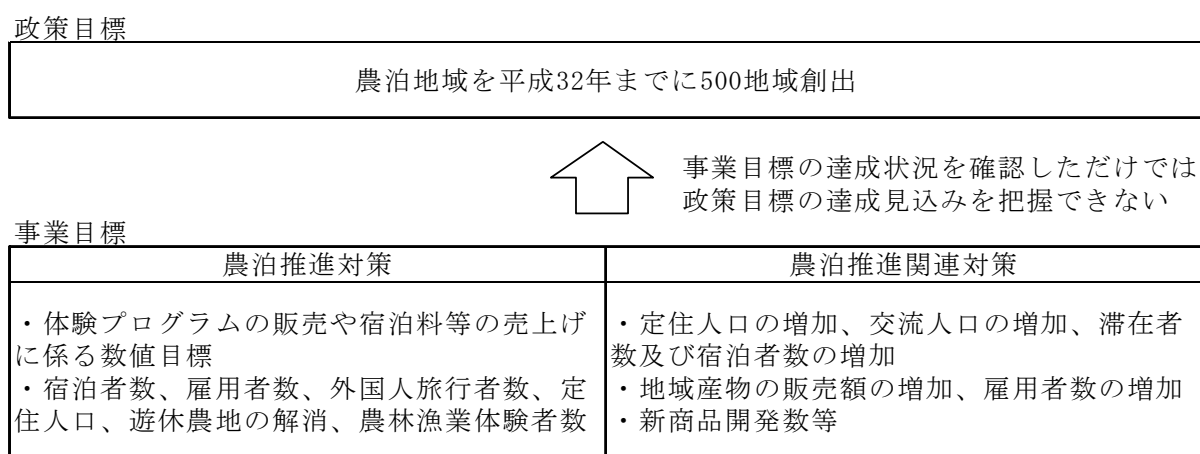 政策目標
農泊地域を平成32年までに500地域創出
事業目標の達成状況を確認しただけでは
政策目標の達成見込みを把握できない
事業目標
農泊推進対策
・体験プログラムの販売や宿泊料等の売上げ
に係る数値目標
・宿泊者数、雇用者数、外国人旅行者数、定
住人口、遊休農地の解消、農林漁業体験者数
農泊推進関連対策
・定住人口の増加、交流人口の増加、滞在者
数及び宿泊者数の増加
・地域産物の販売額の増加、雇用者数の増加
・新商品開発数等